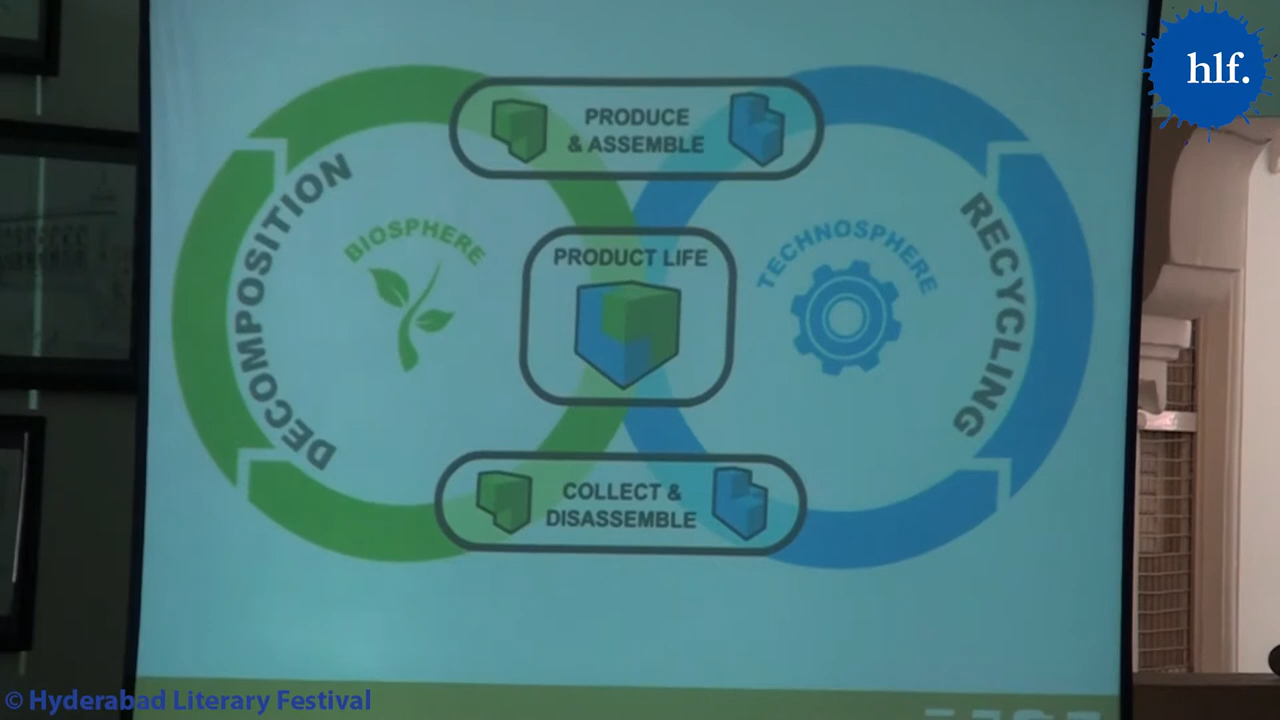 hlf.
PRODUCE
& ASSEMBLE
DECOMPOSITION
BIOSPHERE
PRODUCT LIFE
TECHNOSPHERE
RECYCLING
COLLECT &
DISASSEMBLE
© Hyderabad Literary Festival